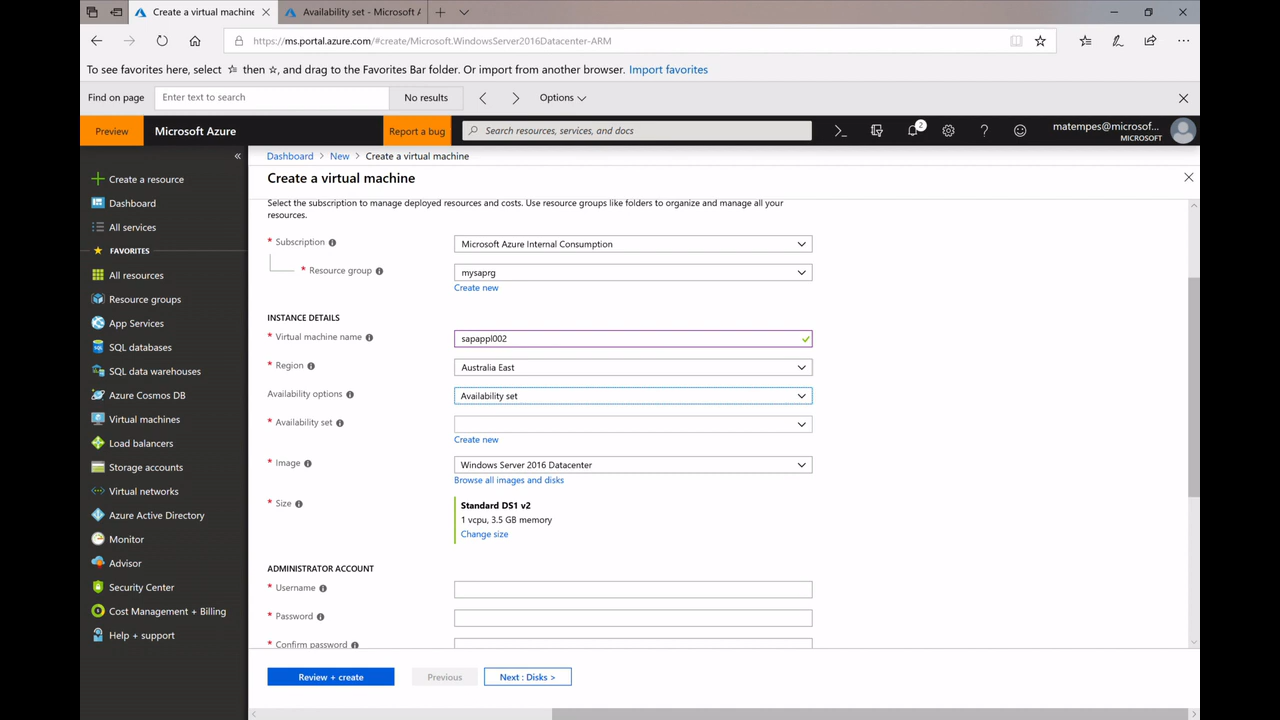 Create a virtual machine
Availability set - Microsoft A
https://ms.portal.azure.com/#create/Microsoft.WindowsServer2016Datacenter-ARM
To see favorites here, select then , and drag to the Favorites Bar folder. Or import from another browser. Import favorites
Find on page Enter text to search No results Options
Preview Microsoft Azure Report a bug Search resources, services, and docs 2 matempes@microsof...
MICROSOFT
Dashboard > New > Create a virtual machine
Create a virtual machine
Create a resource
Dashboard
All services
FAVORITES
All resources
Resource groups
App Services
SQL databases
SQL data warehouses
Azure Cosmos DB
Virtual machines
Load balancers
Storage accounts
Virtual networks
Azure Active Directory
Monitor
Advisor
Security Center
Cost Management + Billing
Help + support
Select the subscription to manage deployed resources and costs. Use resource groups like folders to organize and manage all your
resources.
* Subscription Microsoft Azure Internal Consumption
* Resource group mysaprg
Create new
INSTANCE DETAILS
* Virtual machine name sapappl002
* Region Australia East
Availability options Availability set
* Availability set
Create new
* Image Windows Server 2016 Datacenter
Browse all images and disks
* Size Standard DS1 v2
1 vcpu, 3.5 GB memory
Change size
ADMINISTRATOR ACCOUNT
* Username
* Password
* Confirm password
Review + create Previous Next : Disks >